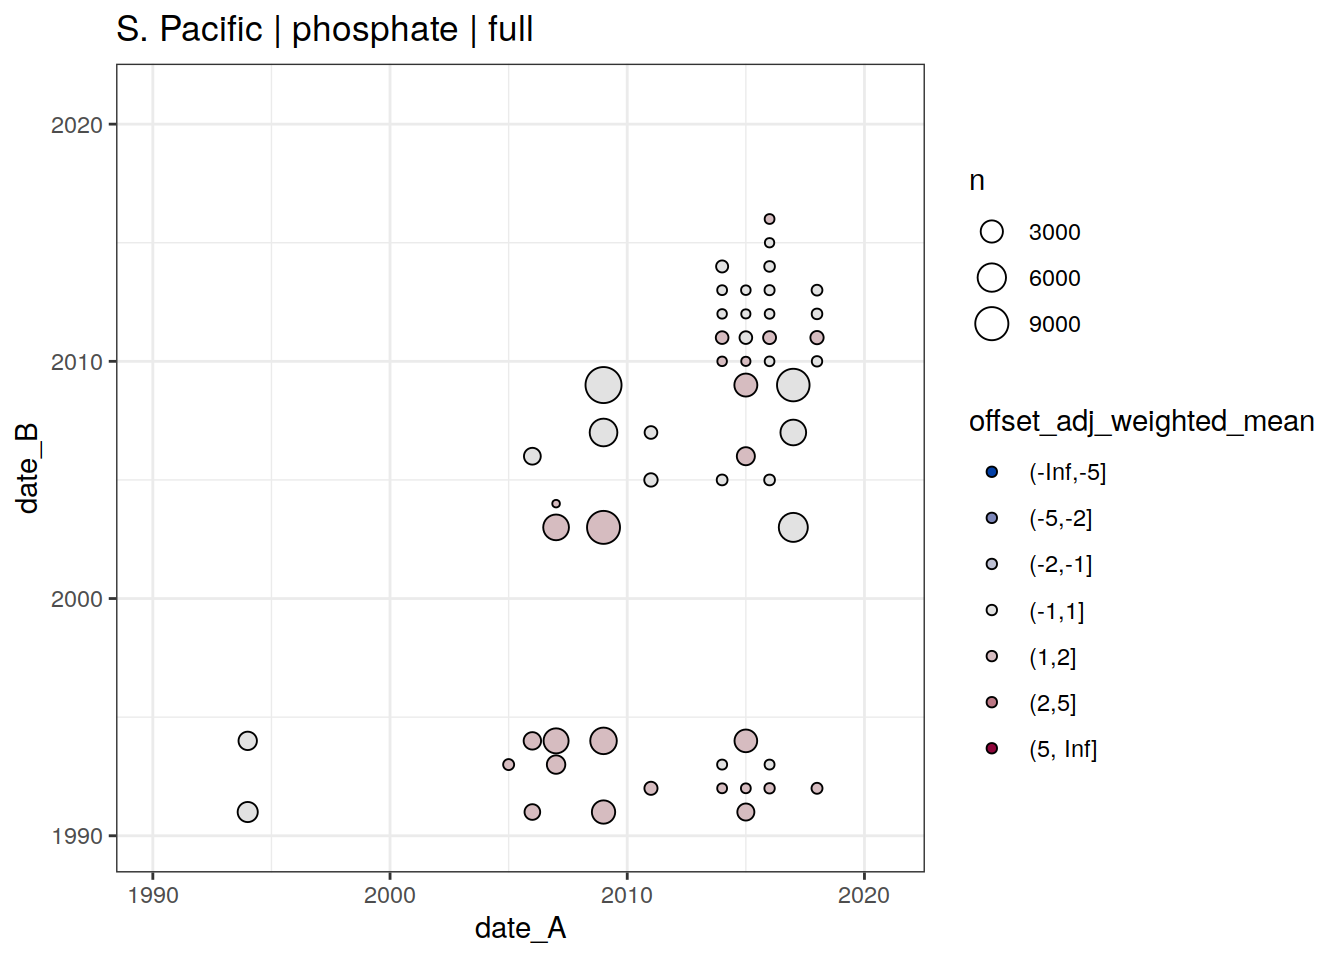 S. Pacific | phosphate | full
2020
2010
2000
1990
date_B
1990
2000
2010
2020
date_A
n
3000
6000
9000
offset_adj_weighted_mean
(-Inf,-5]
(-5,-2]
(-2,-1]
(-1,1]
(1,2]
(2,5]
(5, Inf]